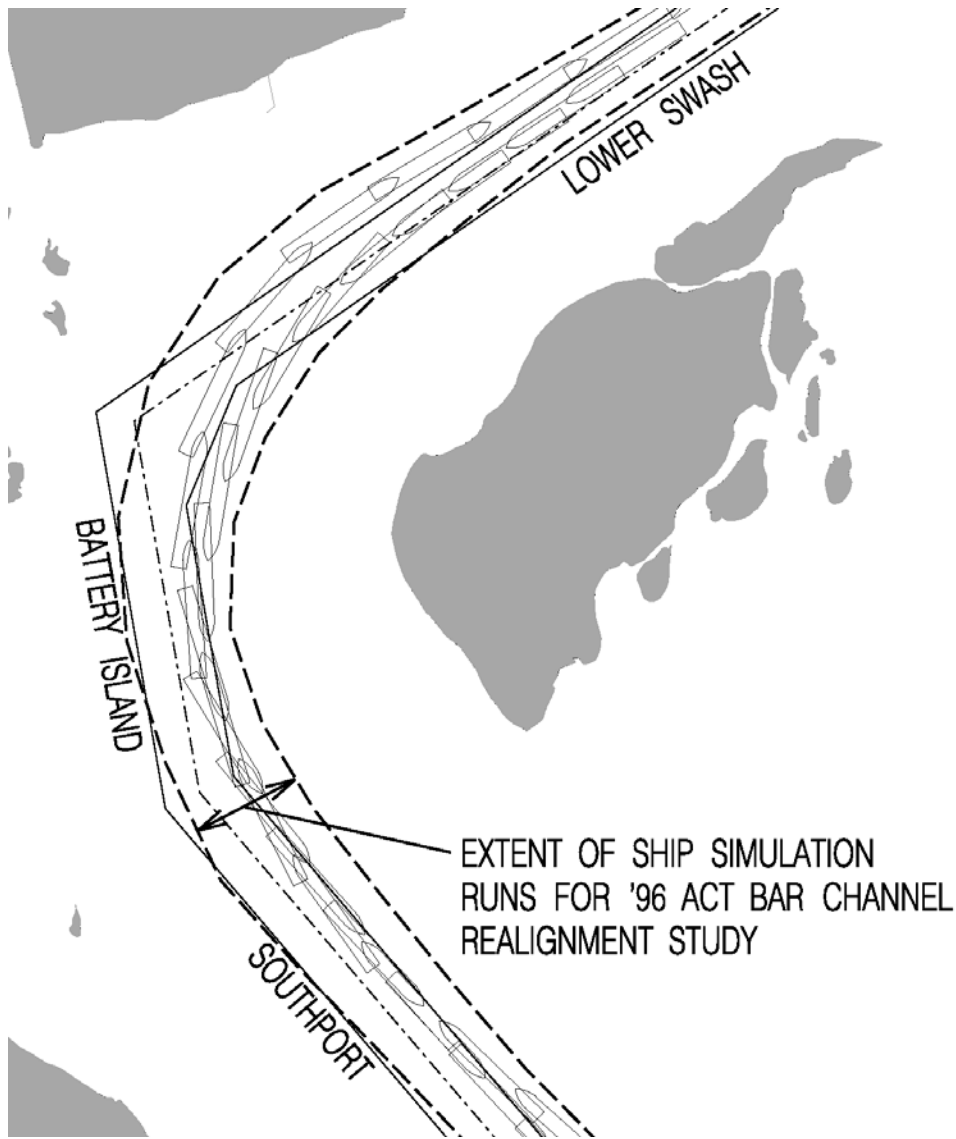 LOWER SWASH
BATTERY ISLAND
EXTENT OF SHIP SIMULATION
RUNS FOR '96 ACT BAR CHANNEL
REALIGNMENT STUDY
SOUTHPORT